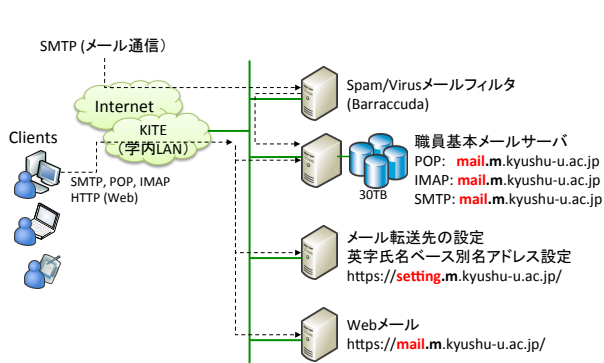 SMTP (メール通信）
Internet
KITE
（学内LAN）
Clients
SMTP, POP, IMAP
HTTP (Web)
Spam/Virusメールフィルタ
(Barraccuda)
職員基本メールサーバ
POP: mail.m.kyushu-u.ac.jp
IMAP: mail.m.kyushu-u.ac.jp
SMTP: mail.m.kyushu-u.ac.jp
30TB
メール転送先の設定
英字氏名ベース別名アドレス設定
https://setting.m.kyushu-u.ac.jp/
Webメール
https://mail.m.kyushu-u.ac.jp/